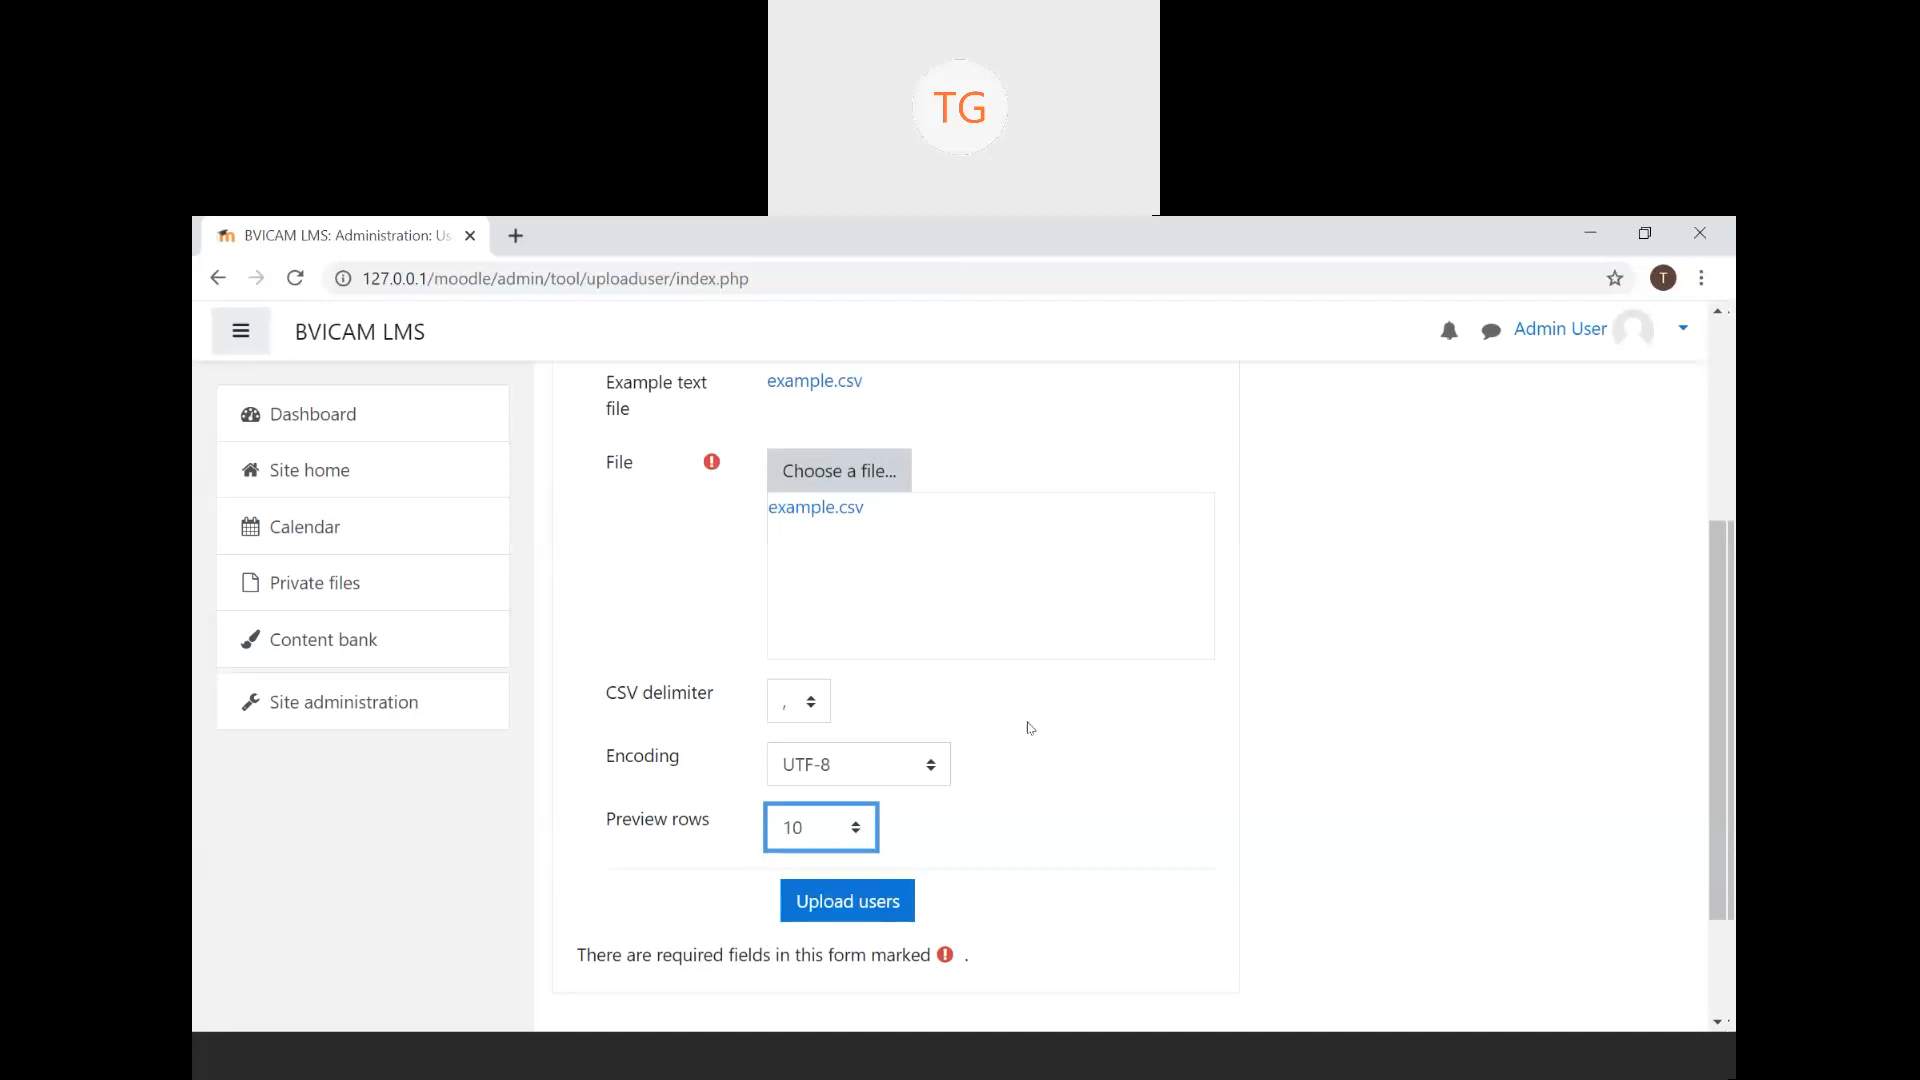 TG
BVICAM LMS: Administration: Us
127.0.0.1/moodle/admin/tool/uploaduser/index.php
T
BVICAM LMS
Admin User
Dashboard
Site home
Calendar
Private files
Content bank
Site administration
Example text
file
example.csv
File
Choose a file...
example.csv
CSV delimiter
,
Encoding
UTF-8
Preview rows
10
Upload users
There are required fields in this form marked .